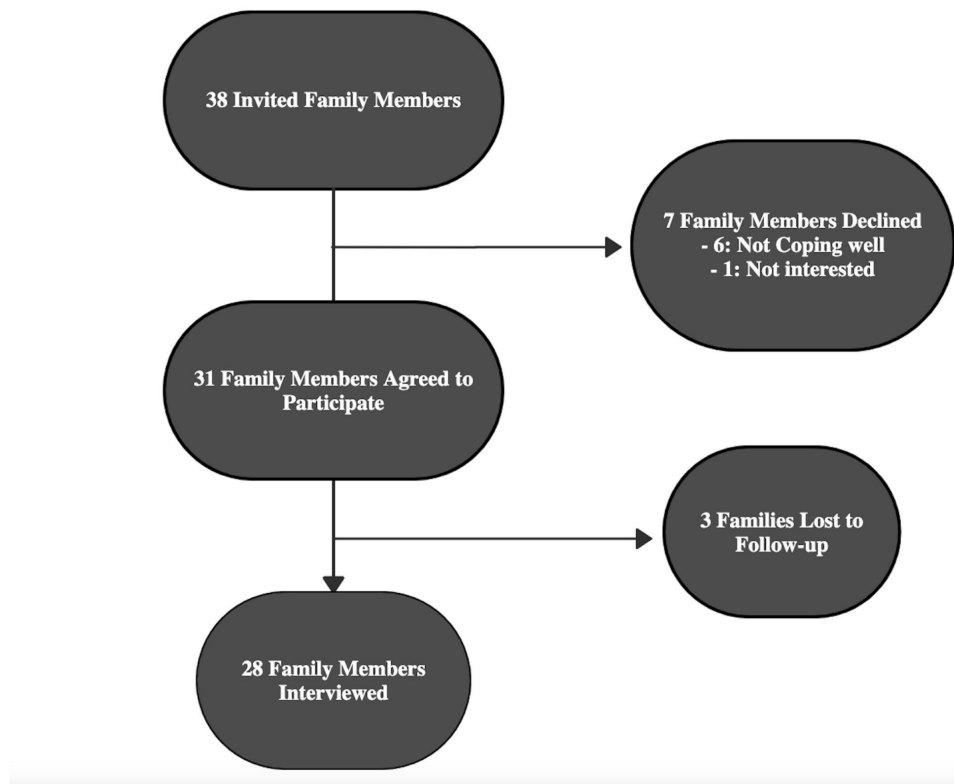 38 Invited Family Members
7 Family Members Declined
- 6: Not Coping well
- 1: Not interested
31 Family Members Agreed to
Participate
3 Families Lost to
Follow-up
28 Family Members
Interviewed